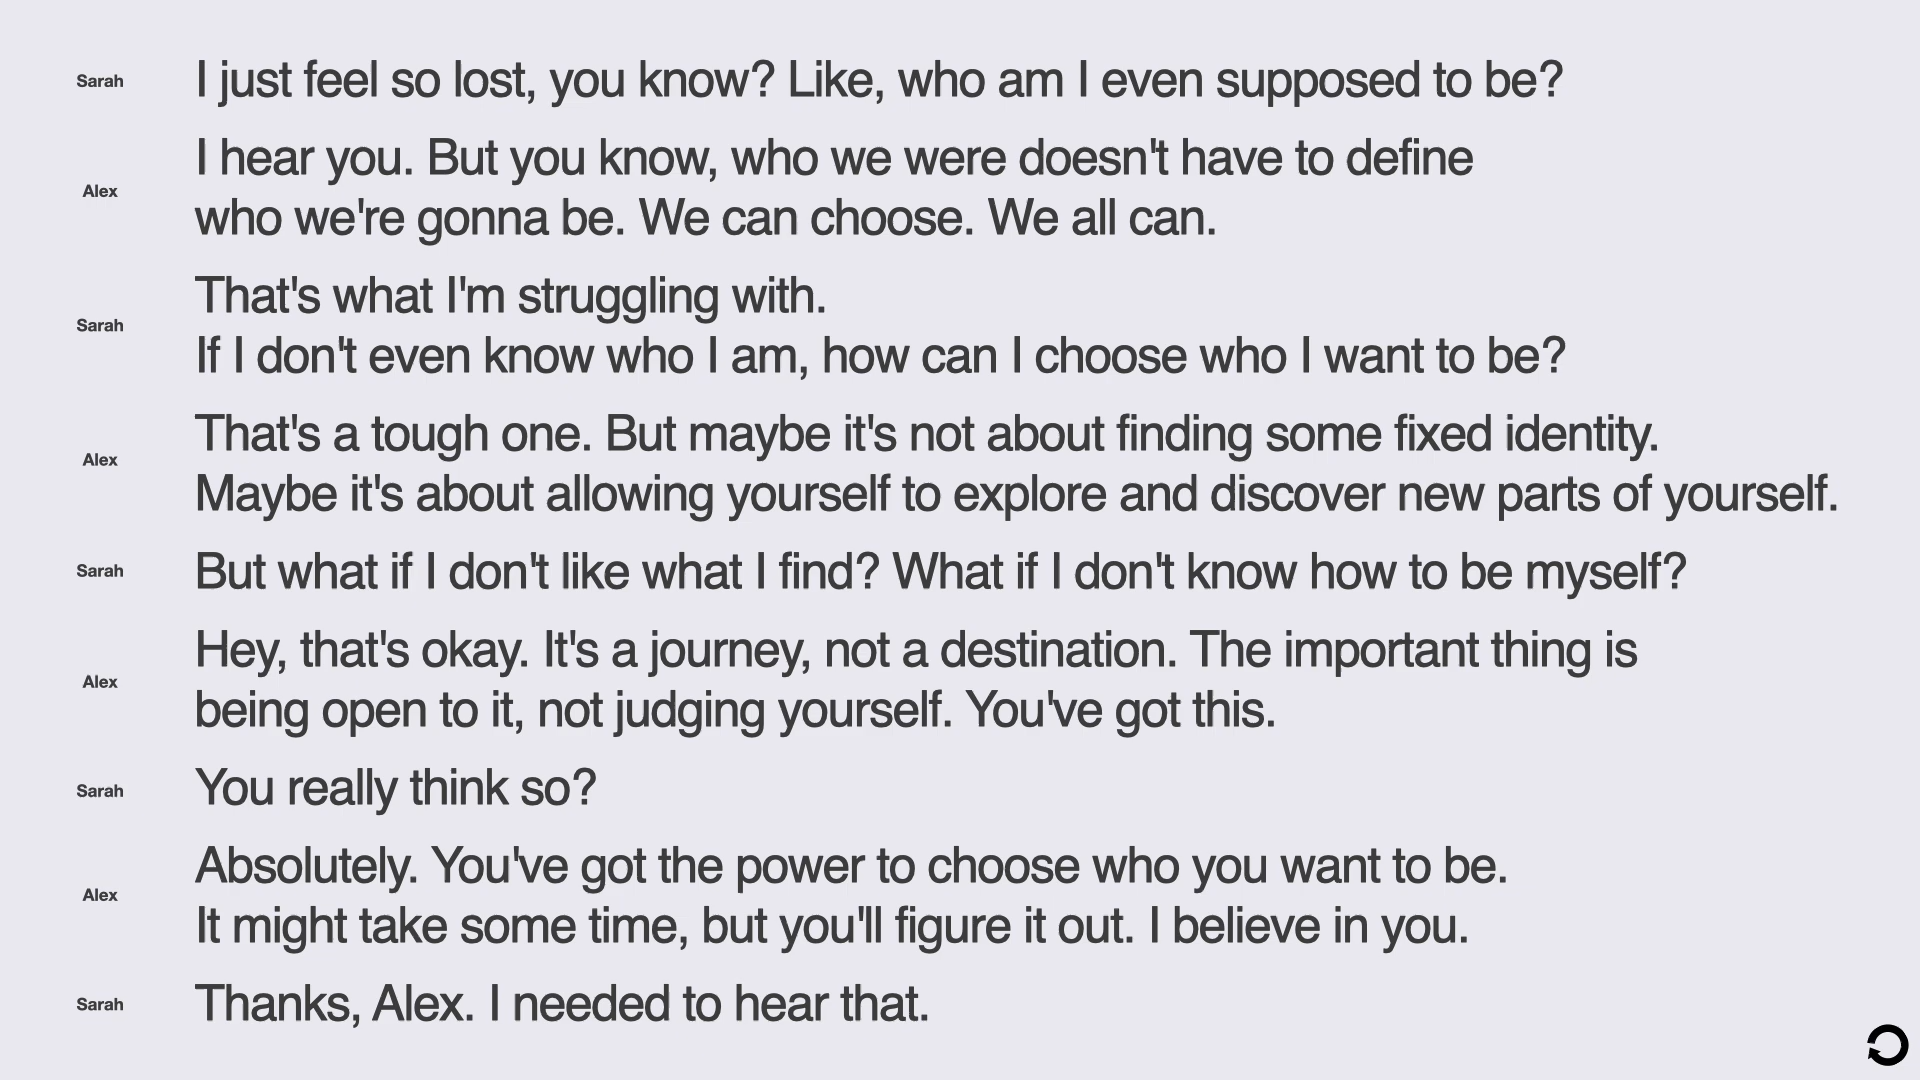 Sarah I just feel so lost, you know? Like, who am I even supposed to be?
Alex I hear you. But you know, who we were doesn't have to define
who we're gonna be. We can choose. We all can.
Sarah That's what I'm struggling with.
If I don't even know who I am, how can I choose who I want to be?
Alex That's a tough one. But maybe it's not about finding some fixed identity.
Maybe it's about allowing yourself to explore and discover new parts of yourself.
Sarah But what if I don't like what I find? What if I don't know how to be myself?
Alex Hey, that's okay. It's a journey, not a destination. The important thing is
being open to it, not judging yourself. You've got this.
Sarah You really think so?
Alex Absolutely. You've got the power to choose who you want to be.
It might take some time, but you'll figure it out. I believe in you.
Sarah Thanks, Alex. I needed to hear that.